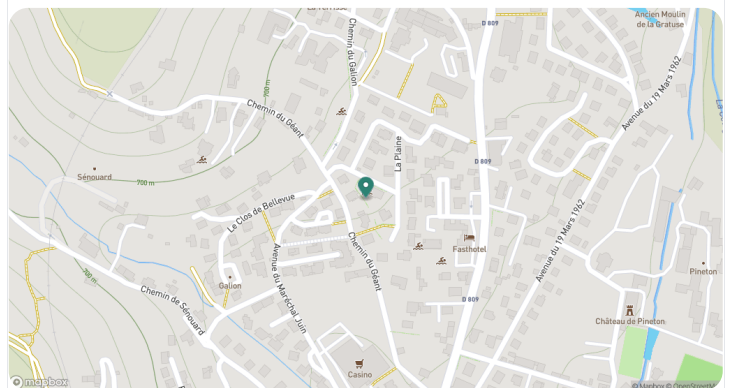 Ancien Moulin
de la Gratuse
D 809
Chemin du Galion
Avenue du 19 Mars 1962
700 m
Chemin du Géant
La Plaine
D 809
Sénouard
700 m
Le Clos de Bellevue
Avenue du 19 Mars 1962
Chemin du Géant
Fasthotel
Avenue du Maréchal Juin
Pineton
700 m
Galion
Chemin de Sénouard
D 809
Château de Pineton
Casino
mapbox
© Mapbox © OpenStreetM